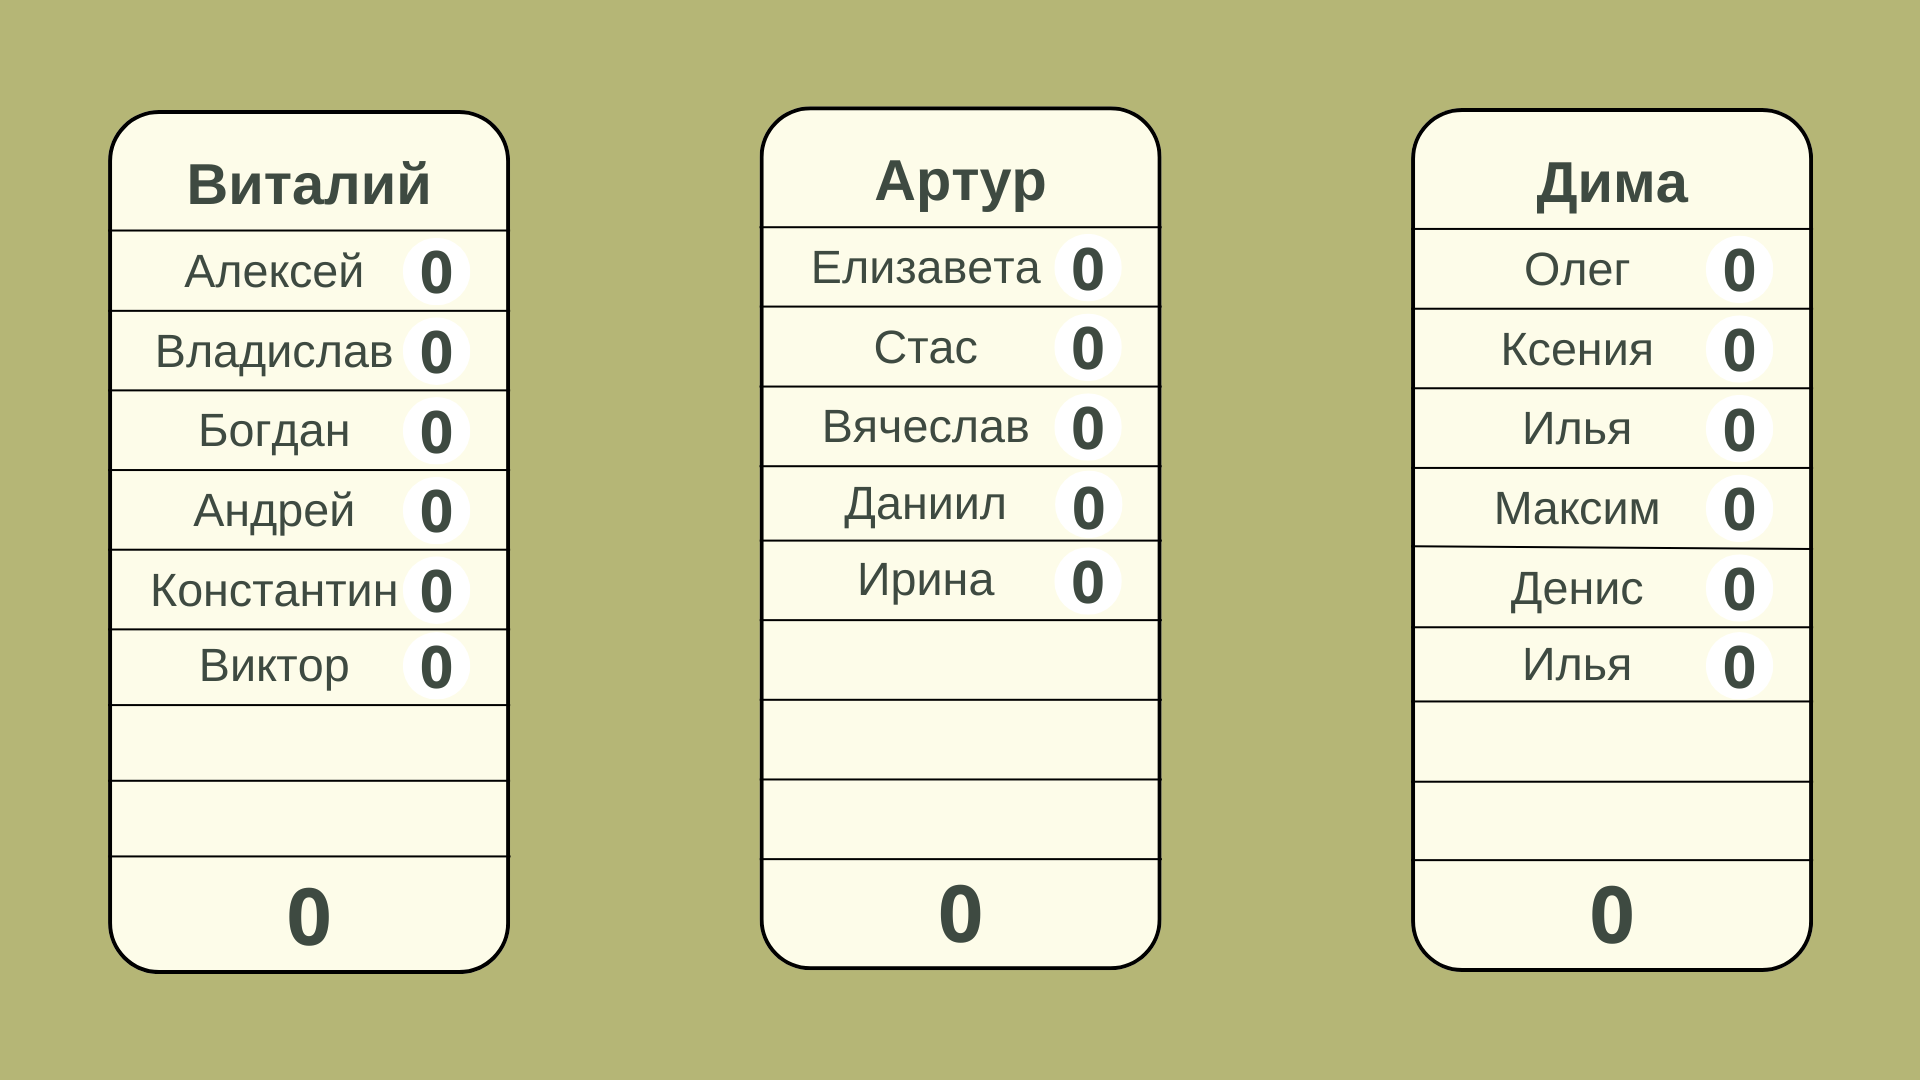 Виталий
Алексей 0
Владислав 0
Богдан 0
Андрей 0
Константин 0
Виктор 0
0
Артур
Елизавета 0
Стас 0
Вячеслав 0
Даниил 0
Ирина 0
0
Дима
Олег 0
Ксения 0
Илья 0
Максим 0
Денис 0
Илья 0
0